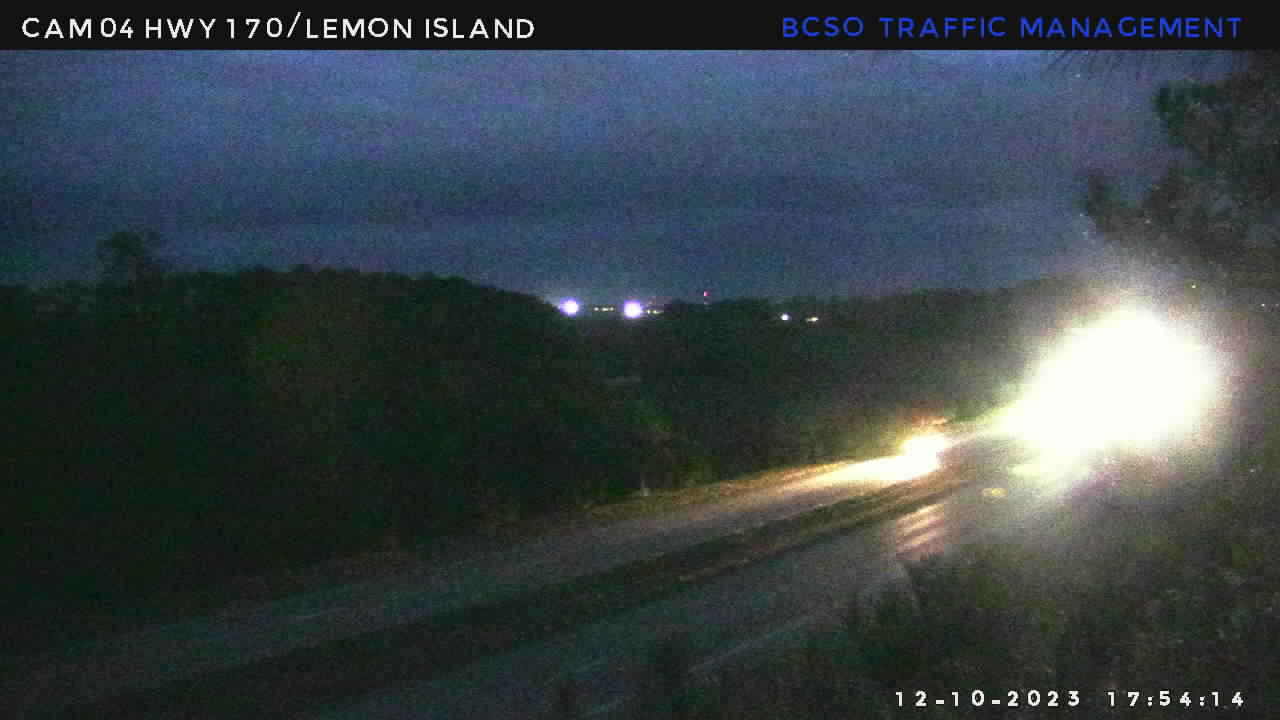 CAM04 HWY 170/LEMON ISLAND
BCSO TRAFFIC MANAGEMENT
12-10-2023 17:54:14